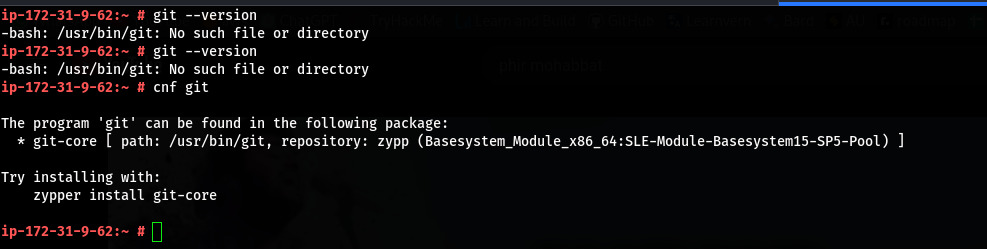 ip-172-31-9-62:~ # git --version
-bash: /usr/bin/git: No such file or directory
ip-172-31-9-62:~ # git --version
-bash: /usr/bin/git: No such file or directory
ip-172-31-9-62:~ # cnf git
The program 'git' can be found in the following package:
* git-core [ path: /usr/bin/git, repository: zypp (Basesystem_Module_x86_64:SLE-Module-Basesystem15-SP5-Pool) ]
Try installing with:
zypper install git-core
ip-172-31-9-62:~ #